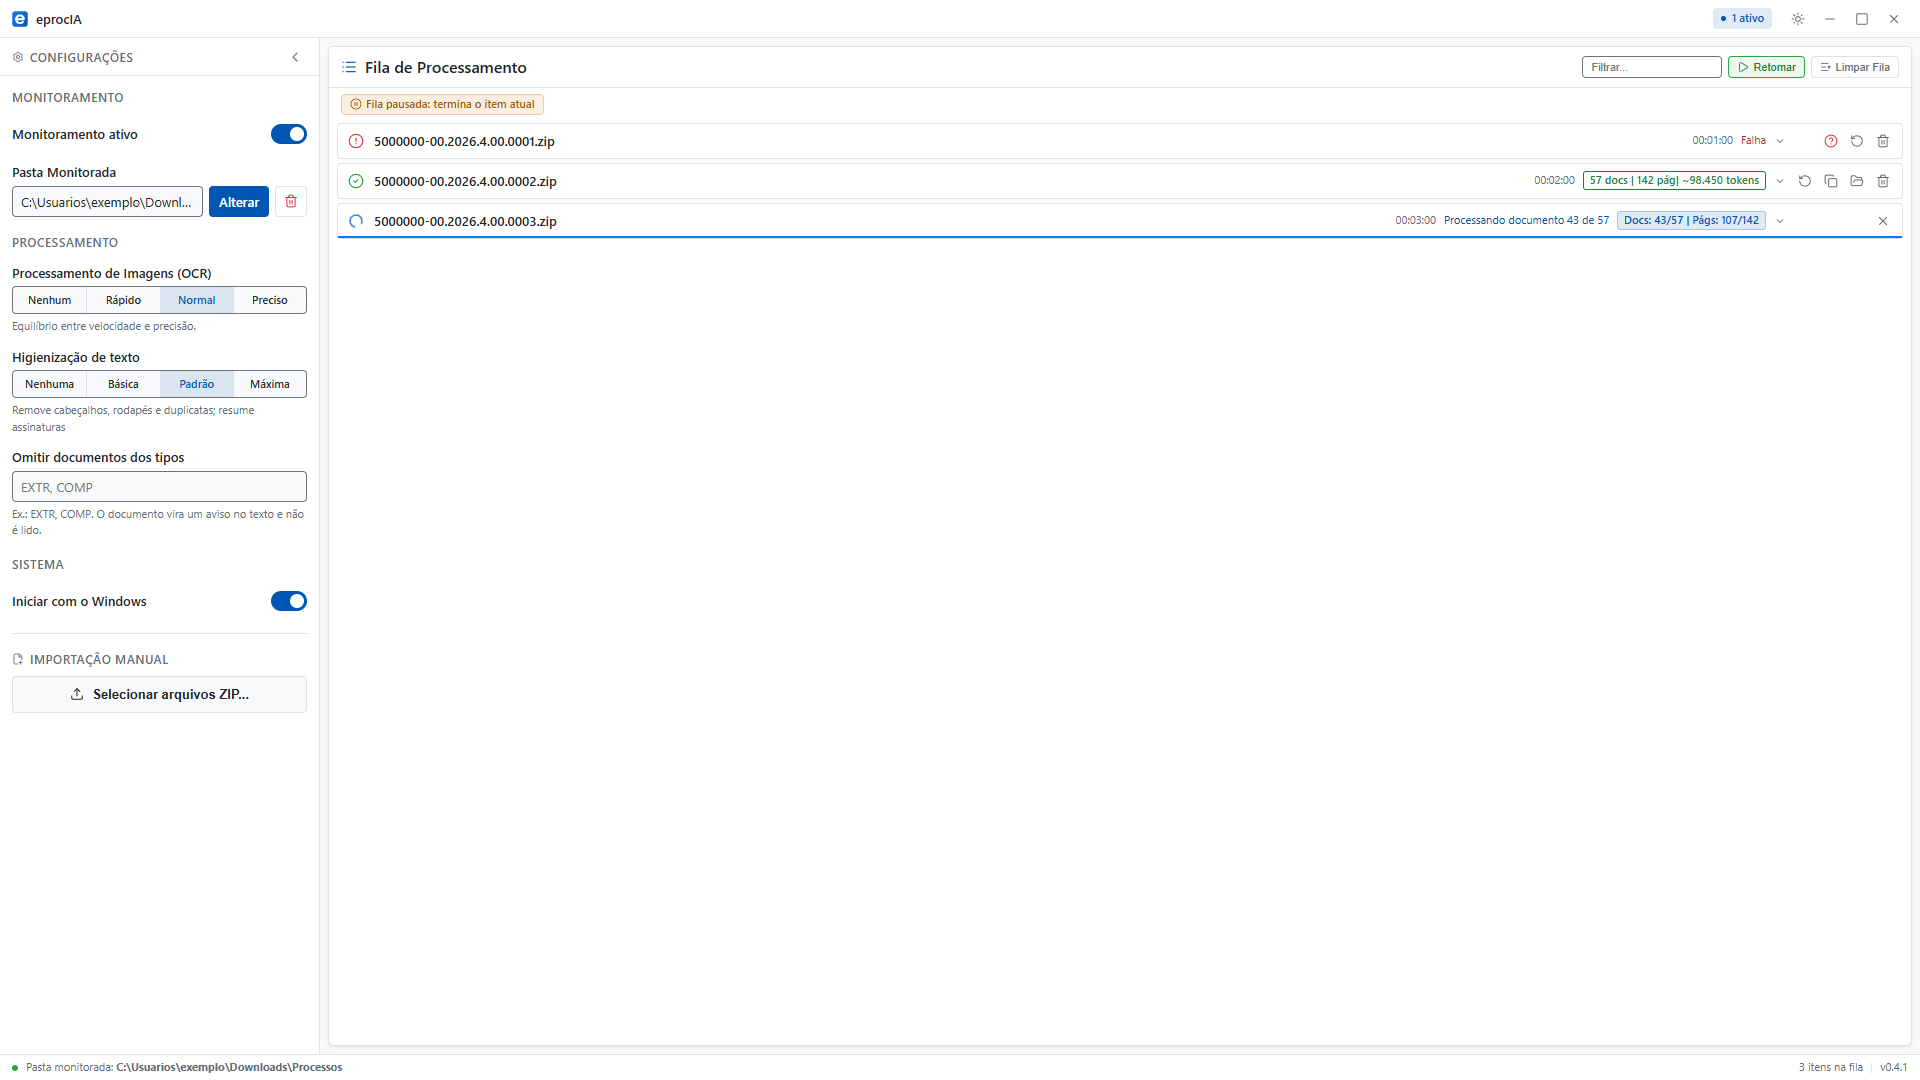 eprocIA
1 ativo
CONFIGURAÇÕES
MONITORAMENTO
Monitoramento ativo
Pasta Monitorada
C:\Usuarios\exemplo\Downl...
Alterar
PROCESSAMENTO
Processamento de Imagens (OCR)
Nenhum Rápido Normal Preciso
Equilíbrio entre velocidade e precisão.
Higienização de texto
Nenhuma Básica Padrão Máxima
Remove cabeçalhos, rodapés e duplicatas; resume
assinaturas
Omitir documentos dos tipos
EXTR, COMP
Ex.: EXTR, COMP. O documento vira um aviso no texto e não
é lido.
SISTEMA
Iniciar com o Windows
IMPORTAÇÃO MANUAL
Selecionar arquivos ZIP...
Fila de Processamento
Filtrar...
Retomar
Limpar Fila
Fila pausada: termina o item atual
5000000-00.2026.4.00.0001.zip 00:01:00 Falha
5000000-00.2026.4.00.0002.zip 00:02:00 57 docs | 142 pág| ~98.450 tokens
5000000-00.2026.4.00.0003.zip 00:03:00 Processando documento 43 de 57 Docs: 43/57 | Págs: 107/142
Pasta monitorada: C:\Usuarios\exemplo\Downloads\Processos
3 itens na fila
v0.4.1